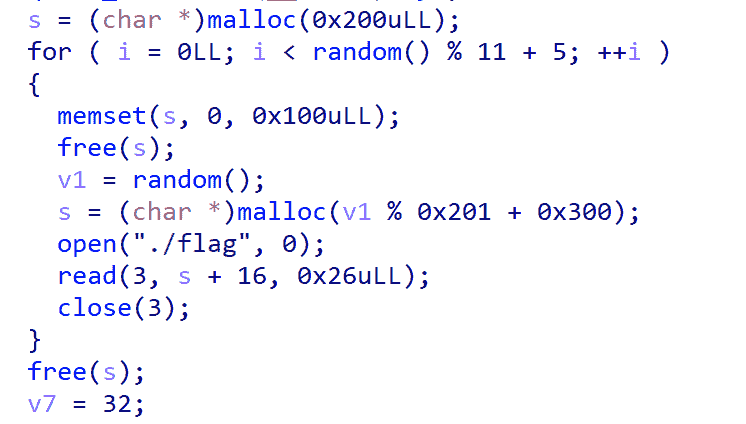 s = (char *)malloc(0x200uLL);
for ( i = 0LL; i < random() % 11 + 5; ++i )
{
memset(s, 0, 0x100uLL);
free(s);
v1 = random();
s = (char *)malloc(v1 % 0x201 + 0x300);
open("./flag", 0);
read(3, s + 16, 0x26uLL);
close(3);
}
free(s);
v7 = 32;